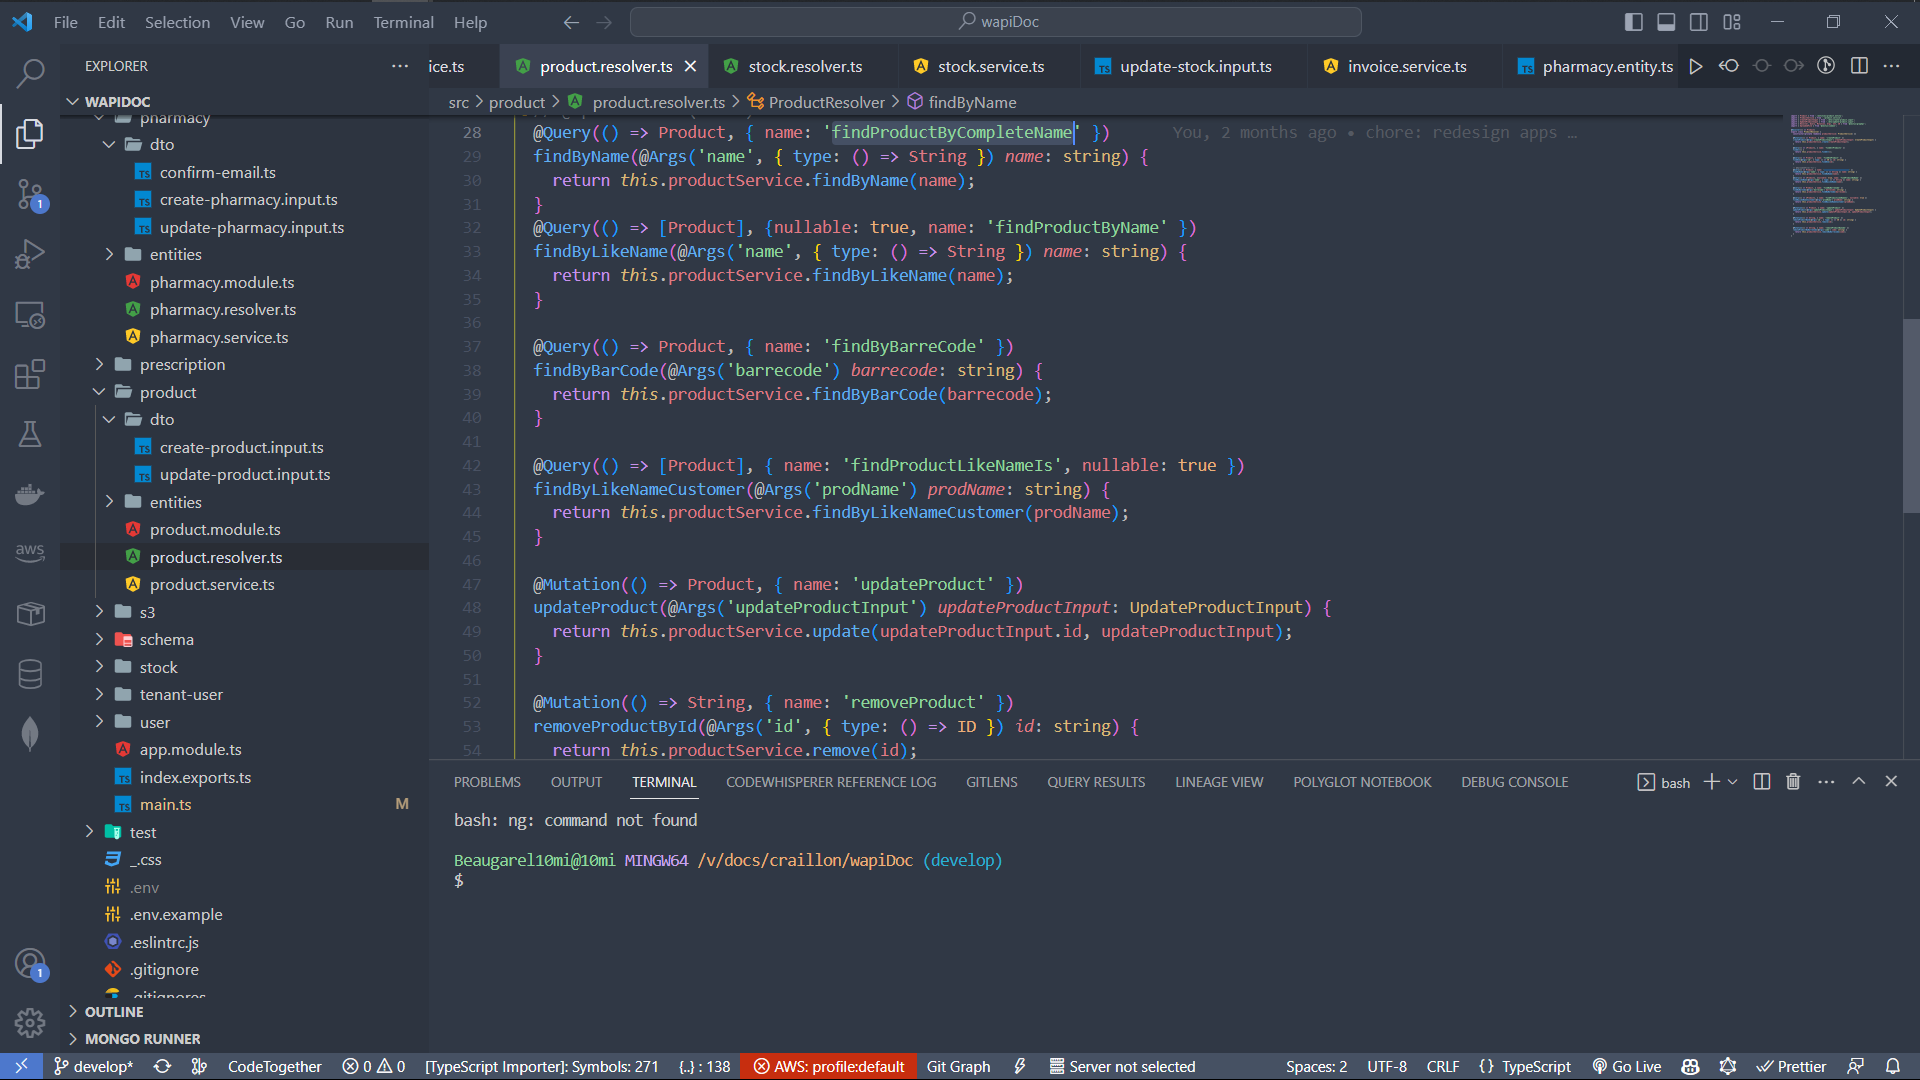 File Edit Selection View Go Run Terminal Help
wapiDoc
EXPLORER
ice.ts product.resolver.ts stock.resolver.ts stock.service.ts update-stock.input.ts invoice.service.ts pharmacy.entity.ts
WAPIDOC
src product product.resolver.ts ProductResolver findByName
pharmacy
dto
confirm-email.ts
create-pharmacy.input.ts
update-pharmacy.input.ts
entities
pharmacy.module.ts
pharmacy.resolver.ts
pharmacy.service.ts
prescription
product
dto
create-product.input.ts
update-product.input.ts
entities
product.module.ts
product.resolver.ts
product.service.ts
s3
schema
stock
tenant-user
user
app.module.ts
index.exports.ts
main.ts M
test
_.css
.env
.env.example
.eslintrc.js
.gitignore
.gitignores
OUTLINE
MONGO RUNNER
28 @Query(() => Product, { name: 'findProductByCompleteName' }) You, 2 months ago • chore: redesign apps …
29 findByName(@Args('name', { type: () => String }) name: string) {
30 return this.productService.findByName(name);
31 }
32 @Query(() => [Product], {nullable: true, name: 'findProductByName' })
33 findByLikeName(@Args('name', { type: () => String }) name: string) {
34 return this.productService.findByLikeName(name);
35 }
36
37 @Query(() => Product, { name: 'findByBarreCode' })
38 findByBarCode(@Args('barrecode') barrecode: string) {
39 return this.productService.findByBarCode(barrecode);
40 }
41
42 @Query(() => [Product], { name: 'findProductLikeNameIs', nullable: true })
43 findByLikeNameCustomer(@Args('prodName') prodName: string) {
44 return this.productService.findByLikeNameCustomer(prodName);
45 }
46
47 @Mutation(() => Product, { name: 'updateProduct' })
48 updateProduct(@Args('updateProductInput') updateProductInput: UpdateProductInput) {
49 return this.productService.update(updateProductInput.id, updateProductInput);
50 }
51
52 @Mutation(() => String, { name: 'removeProduct' })
53 removeProductById(@Args('id', { type: () => ID }) id: string) {
54 return this.productService.remove(id);
PROBLEMS OUTPUT TERMINAL CODEWHISPERER REFERENCE LOG GITLENS QUERY RESULTS LINEAGE VIEW POLYGLOT NOTEBOOK DEBUG CONSOLE bash
bash: ng: command not found
Beaugarel10mi@10mi MINGW64 /v/docs/craillon/wapiDoc (develop)
$
1
aws
1
develop* CodeTogether 0 0 [TypeScript Importer]: Symbols: 271 {..} : 138 AWS: profile:default Git Graph Server not selected Spaces: 2 UTF-8 CRLF {} TypeScript Go Live Prettier